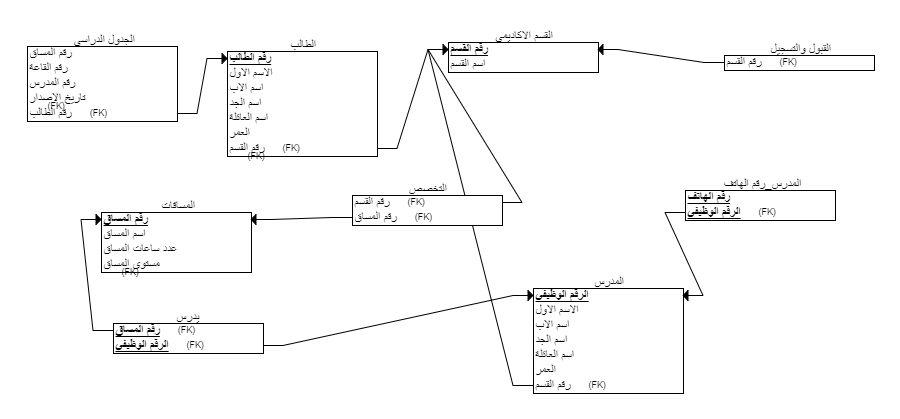 الجدول الدراسي
رقم المساق
رقم القاعة
رقم المدرس
تاريخ الإصدار
(FK)
رقم الطالب (FK)
الطالب
رقم الطالب
الاسم الاول
اسم الاب
اسم الجد
اسم العائلة
العمر
رقم القسم (FK)
(FK)
القسم الاكاديمي
رقم القسم
اسم القسم
القبول والتسجيل
رقم القسم (FK)
التخصص
رقم القسم (FK)
رقم المساق (FK)
المدرس_رقم الهاتف
رقم الهاتف
الرقم الوظيفي (FK)
المساقات
رقم المساق
اسم المساق
عدد ساعات المساق
مستوى المساق
(FK)
يدرس
رقم المساق (FK)
الرقم الوظيفي (FK)
المدرس
الرقم الوظيفي
الاسم الاول
اسم الاب
اسم الجد
اسم العائلة
العمر
رقم القسم (FK)